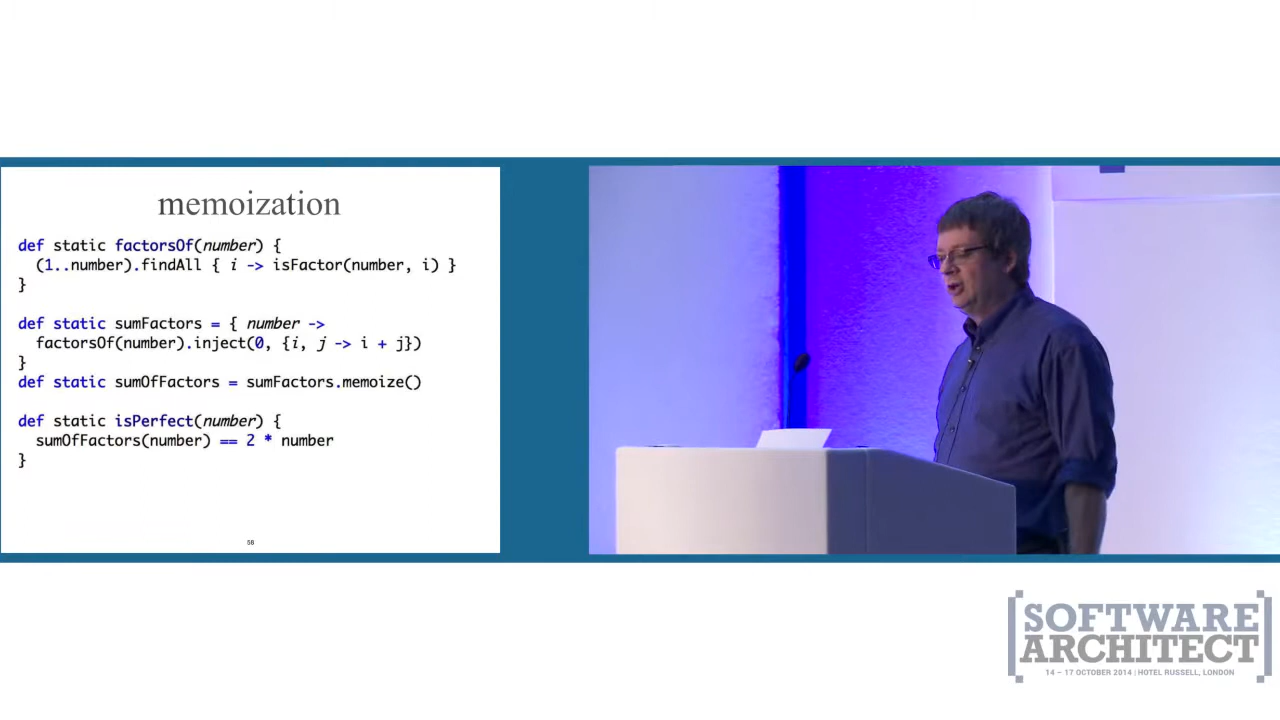 memoization
def static factorsOf(number) {
(1..number).findAll { i -> isFactor(number, i) }
}
def static sumFactors = { number ->
factorsOf(number).inject(0, {i, j -> i + j})
}
def static sumOfFactors = sumFactors.memoize()
def static isPerfect(number) {
sumOfFactors(number) == 2 * number
}
58
[SOFTWARE
ARCHITECT]
14 – 17 OCTOBER 2014 | HOTEL RUSSELL, LONDON